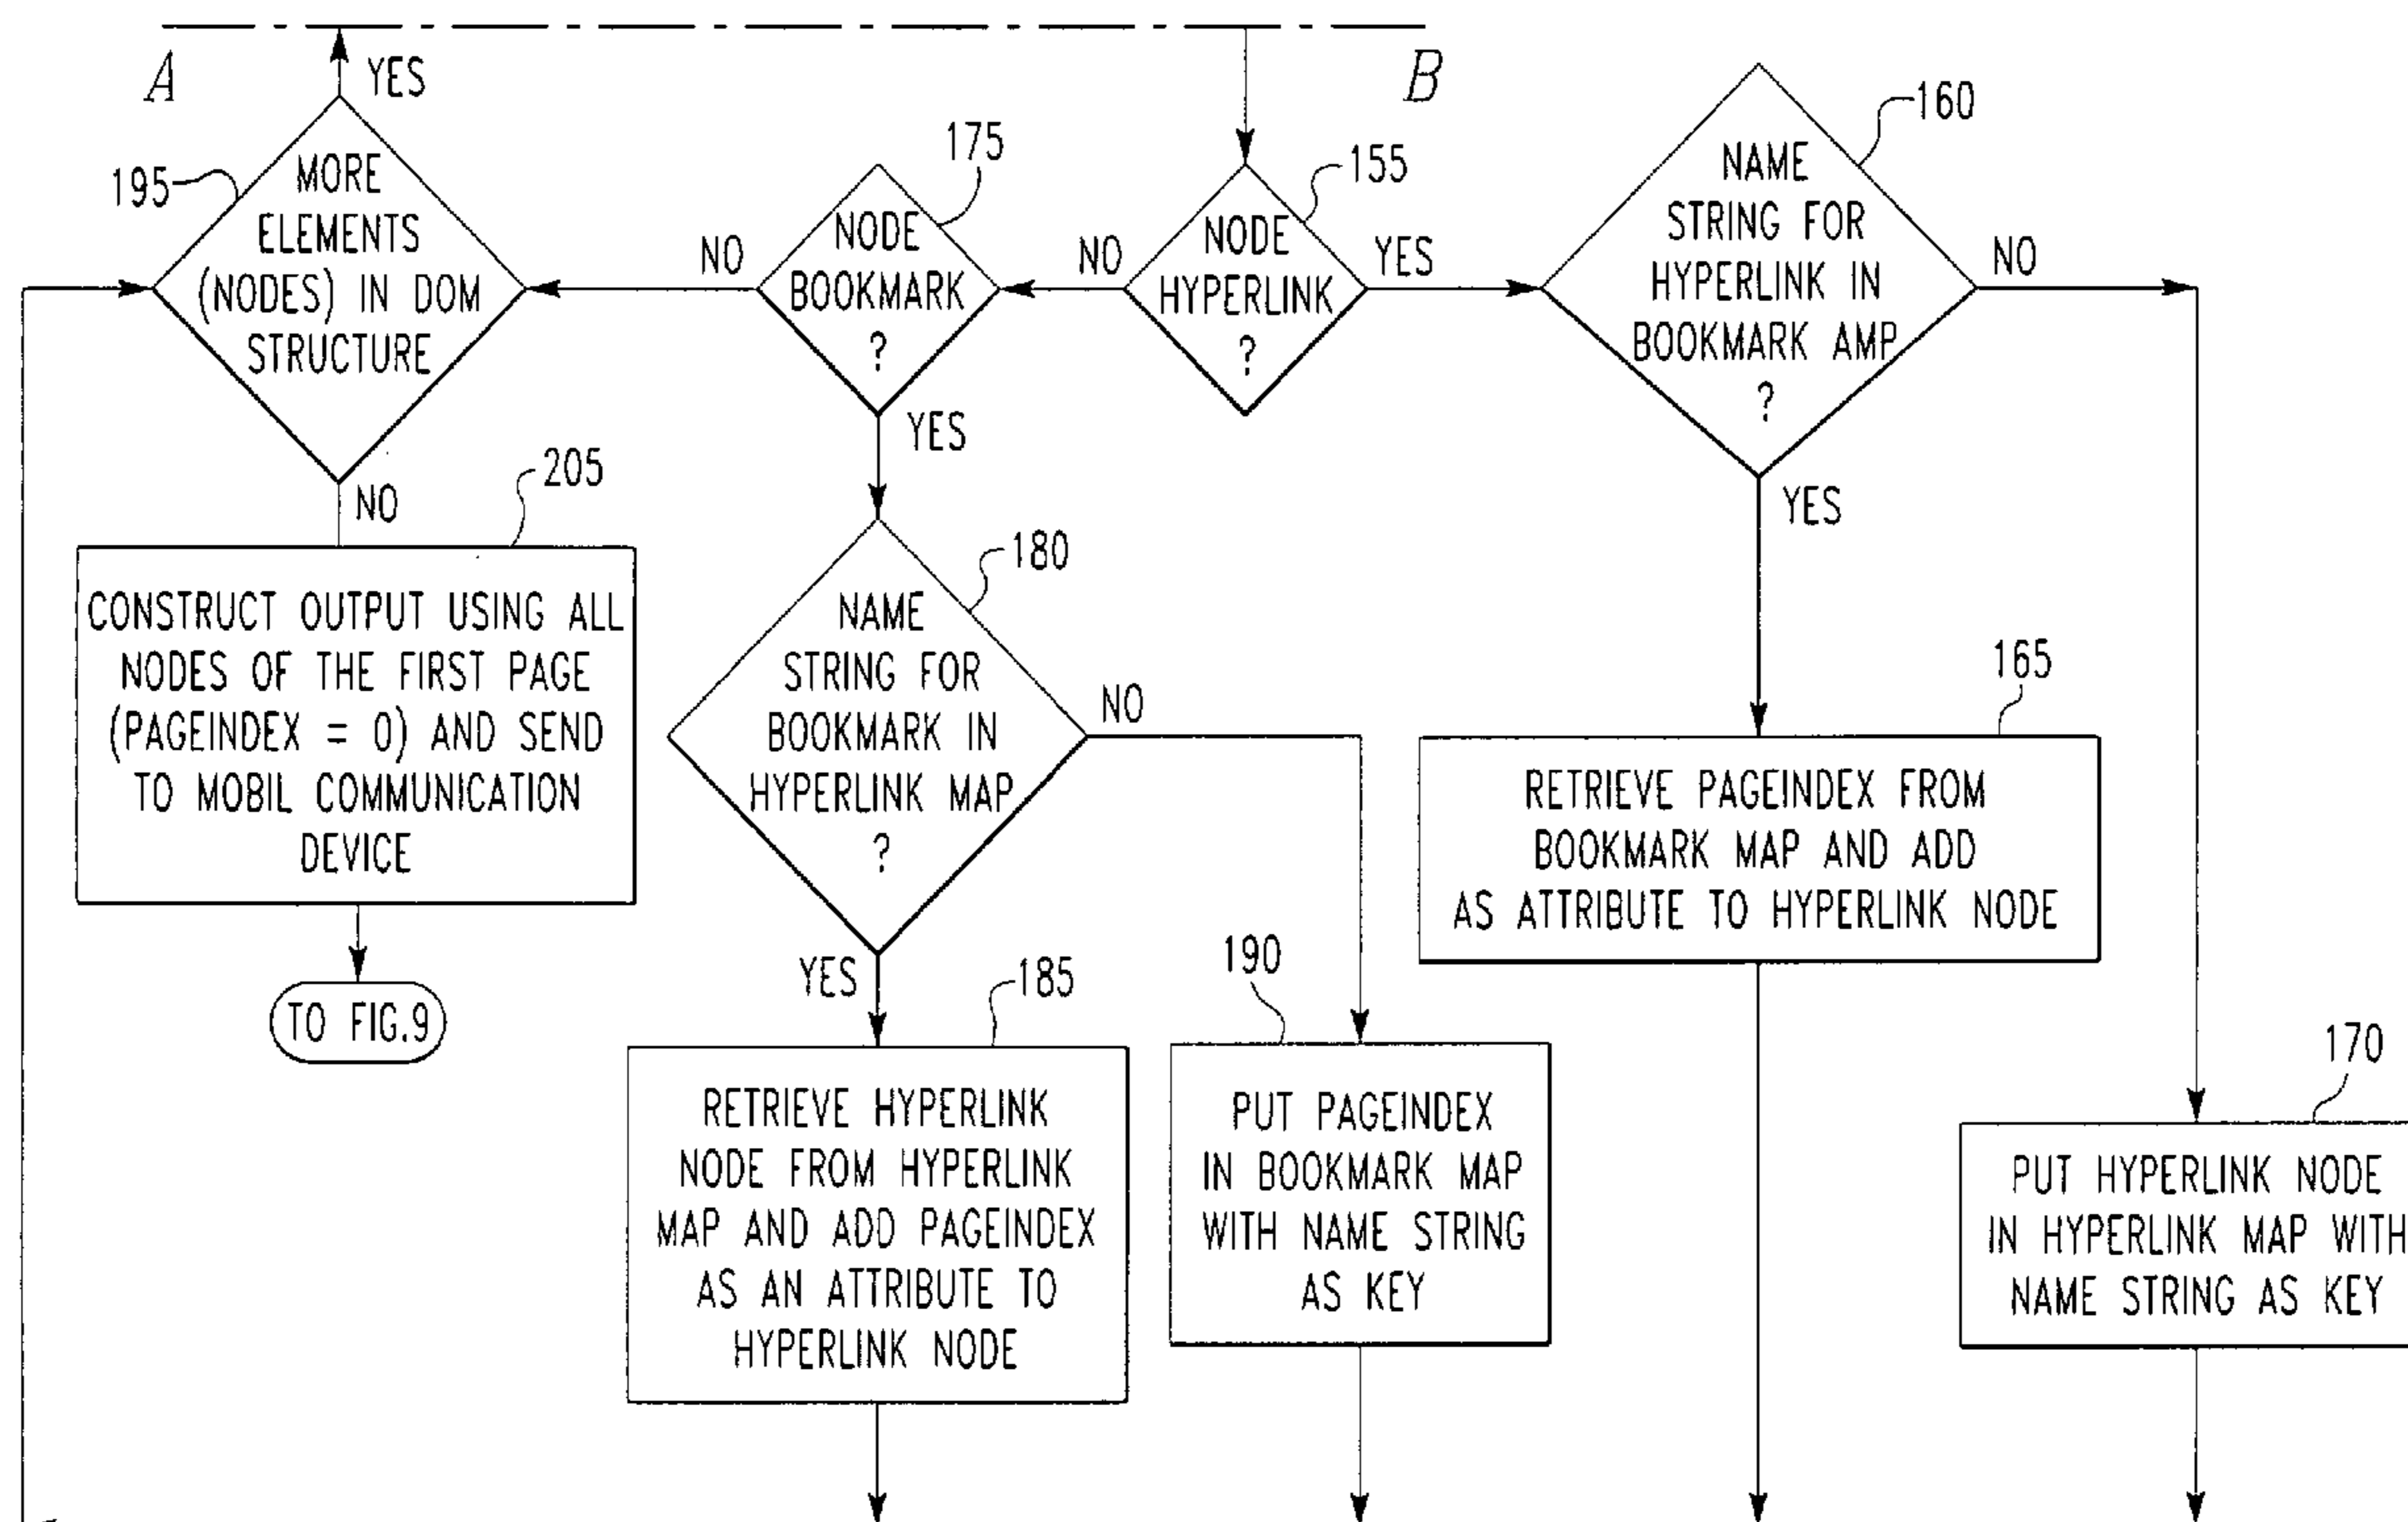 A
YES
B
195
MORE
ELEMENTS
(NODES) IN DOM
STRUCTURE
NO
175
NODE
BOOKMARK
?
NO
YES
155
NODE
HYPERLINK
?
NO
YES
160
NAME
STRING FOR
HYPERLINK IN
BOOKMARK AMP
?
NO
YES
205
CONSTRUCT OUTPUT USING ALL
NODES OF THE FIRST PAGE
(PAGEINDEX = 0) AND SEND
TO MOBIL COMMUNICATION
DEVICE
TO FIG.9
180
NAME
STRING FOR
BOOKMARK IN
HYPERLINK MAP
?
NO
YES
165
RETRIEVE PAGEINDEX FROM
BOOKMARK MAP AND ADD
AS ATTRIBUTE TO HYPERLINK NODE
185
RETRIEVE HYPERLINK
NODE FROM HYPERLINK
MAP AND ADD PAGEINDEX
AS AN ATTRIBUTE TO
HYPERLINK NODE
190
PUT PAGEINDEX
IN BOOKMARK MAP
WITH NAME STRING
AS KEY
170
PUT HYPERLINK NODE
IN HYPERLINK MAP WITH
NAME STRING AS KEY